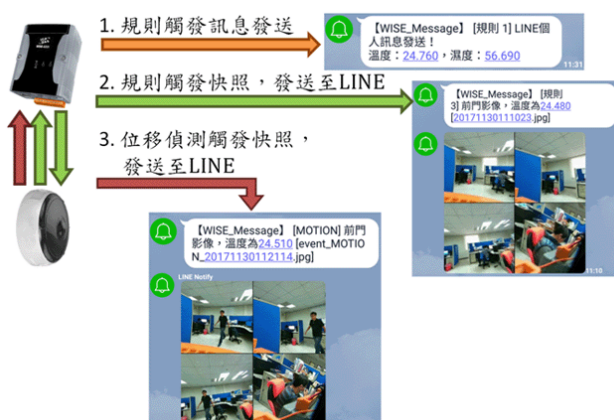 1. 規則觸發訊息發送
【WISE_Message】 [規則 1] LINE個
人訊息發送！
溫度：24.760，濕度：56.690
11:31
2. 規則觸發快照，發送至LINE
【WISE_Message】 [規則
3] 前門影像，溫度為24.480
[20171130111023.jpg]
11:10
3. 位移偵測觸發快照，
發送至LINE
【WISE_Message】 [MOTION] 前門
影像，溫度為24.510 [event_MOTIO
N_20171130112114.jpg]
LINE Notify